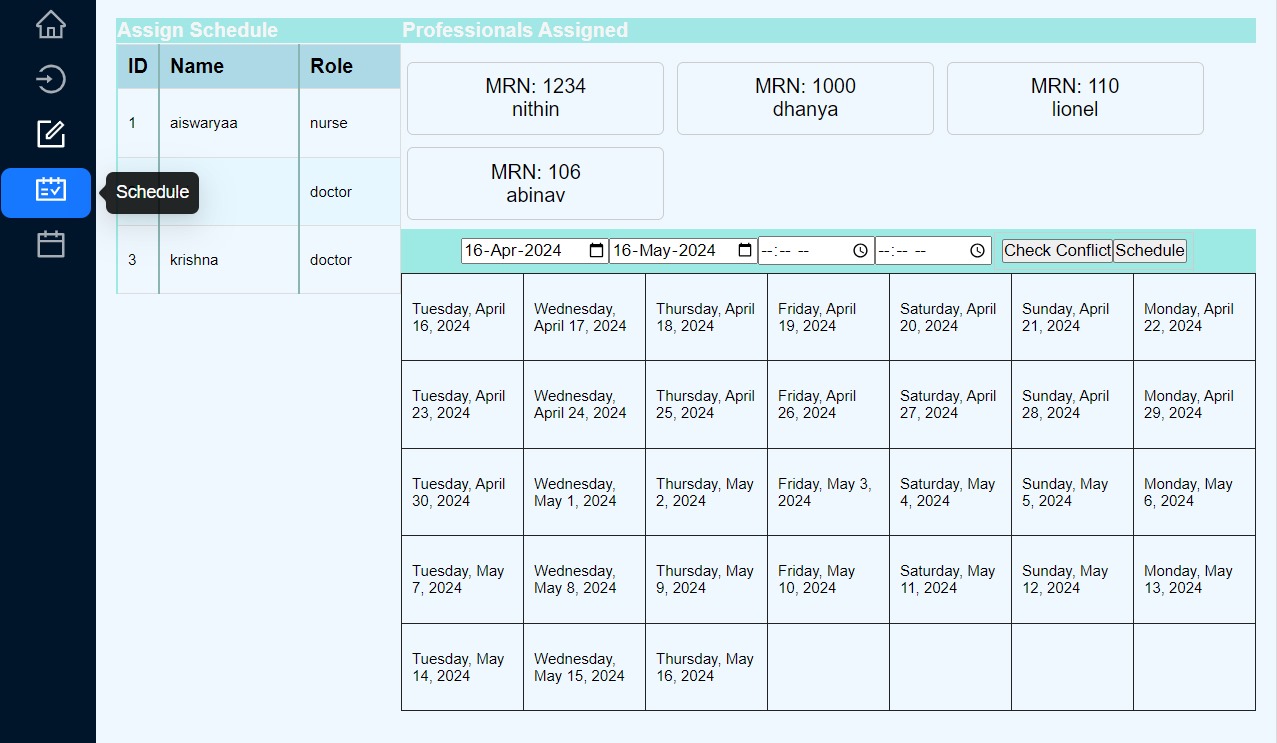 Assign Schedule
Professionals Assigned
ID Name Role
1 aiswaryaa nurse
doctor
3 krishna doctor
Schedule
MRN: 1234
nithin
MRN: 1000
dhanya
MRN: 110
lionel
MRN: 106
abinav
16-Apr-2024 16-May-2024 --:-- -- --:-- -- Check Conflict Schedule
Tuesday, April
16, 2024
Wednesday,
April 17, 2024
Thursday, April
18, 2024
Friday, April
19, 2024
Saturday, April
20, 2024
Sunday, April
21, 2024
Monday, April
22, 2024
Tuesday, April
23, 2024
Wednesday,
April 24, 2024
Thursday, April
25, 2024
Friday, April
26, 2024
Saturday, April
27, 2024
Sunday, April
28, 2024
Monday, April
29, 2024
Tuesday, April
30, 2024
Wednesday,
May 1, 2024
Thursday, May
2, 2024
Friday, May 3,
2024
Saturday, May
4, 2024
Sunday, May
5, 2024
Monday, May
6, 2024
Tuesday, May
7, 2024
Wednesday,
May 8, 2024
Thursday, May
9, 2024
Friday, May
10, 2024
Saturday, May
11, 2024
Sunday, May
12, 2024
Monday, May
13, 2024
Tuesday, May
14, 2024
Wednesday,
May 15, 2024
Thursday, May
16, 2024